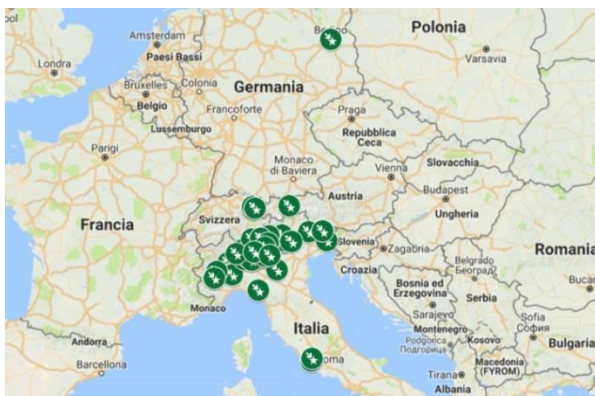 Amsterdam
Polonia
Londra
Paesi Bassi
Varsavia
Bruxelles
Colonia
Germania
Belgio
Francoforte
Praga
Lussemburgo
Repubblica
Ceca
Parigi
Monaco
di Baviera
Slovacchia
Vienna
Austria
Budapest
Svizzera
Ungheria
Francia
Slovenia
Zagabria
Romania
Croazia
Belgrado
Београд
Bosnia ed
Erzegovina
Serbia
Monaco
Sarajevo
Italia
Montenegro
Sofia
София
Andorra
Podgorica
Подгорица
Kosovo
Bulgaria
Barcellona
Macedonia
(FYROM)
Tirana
Albania